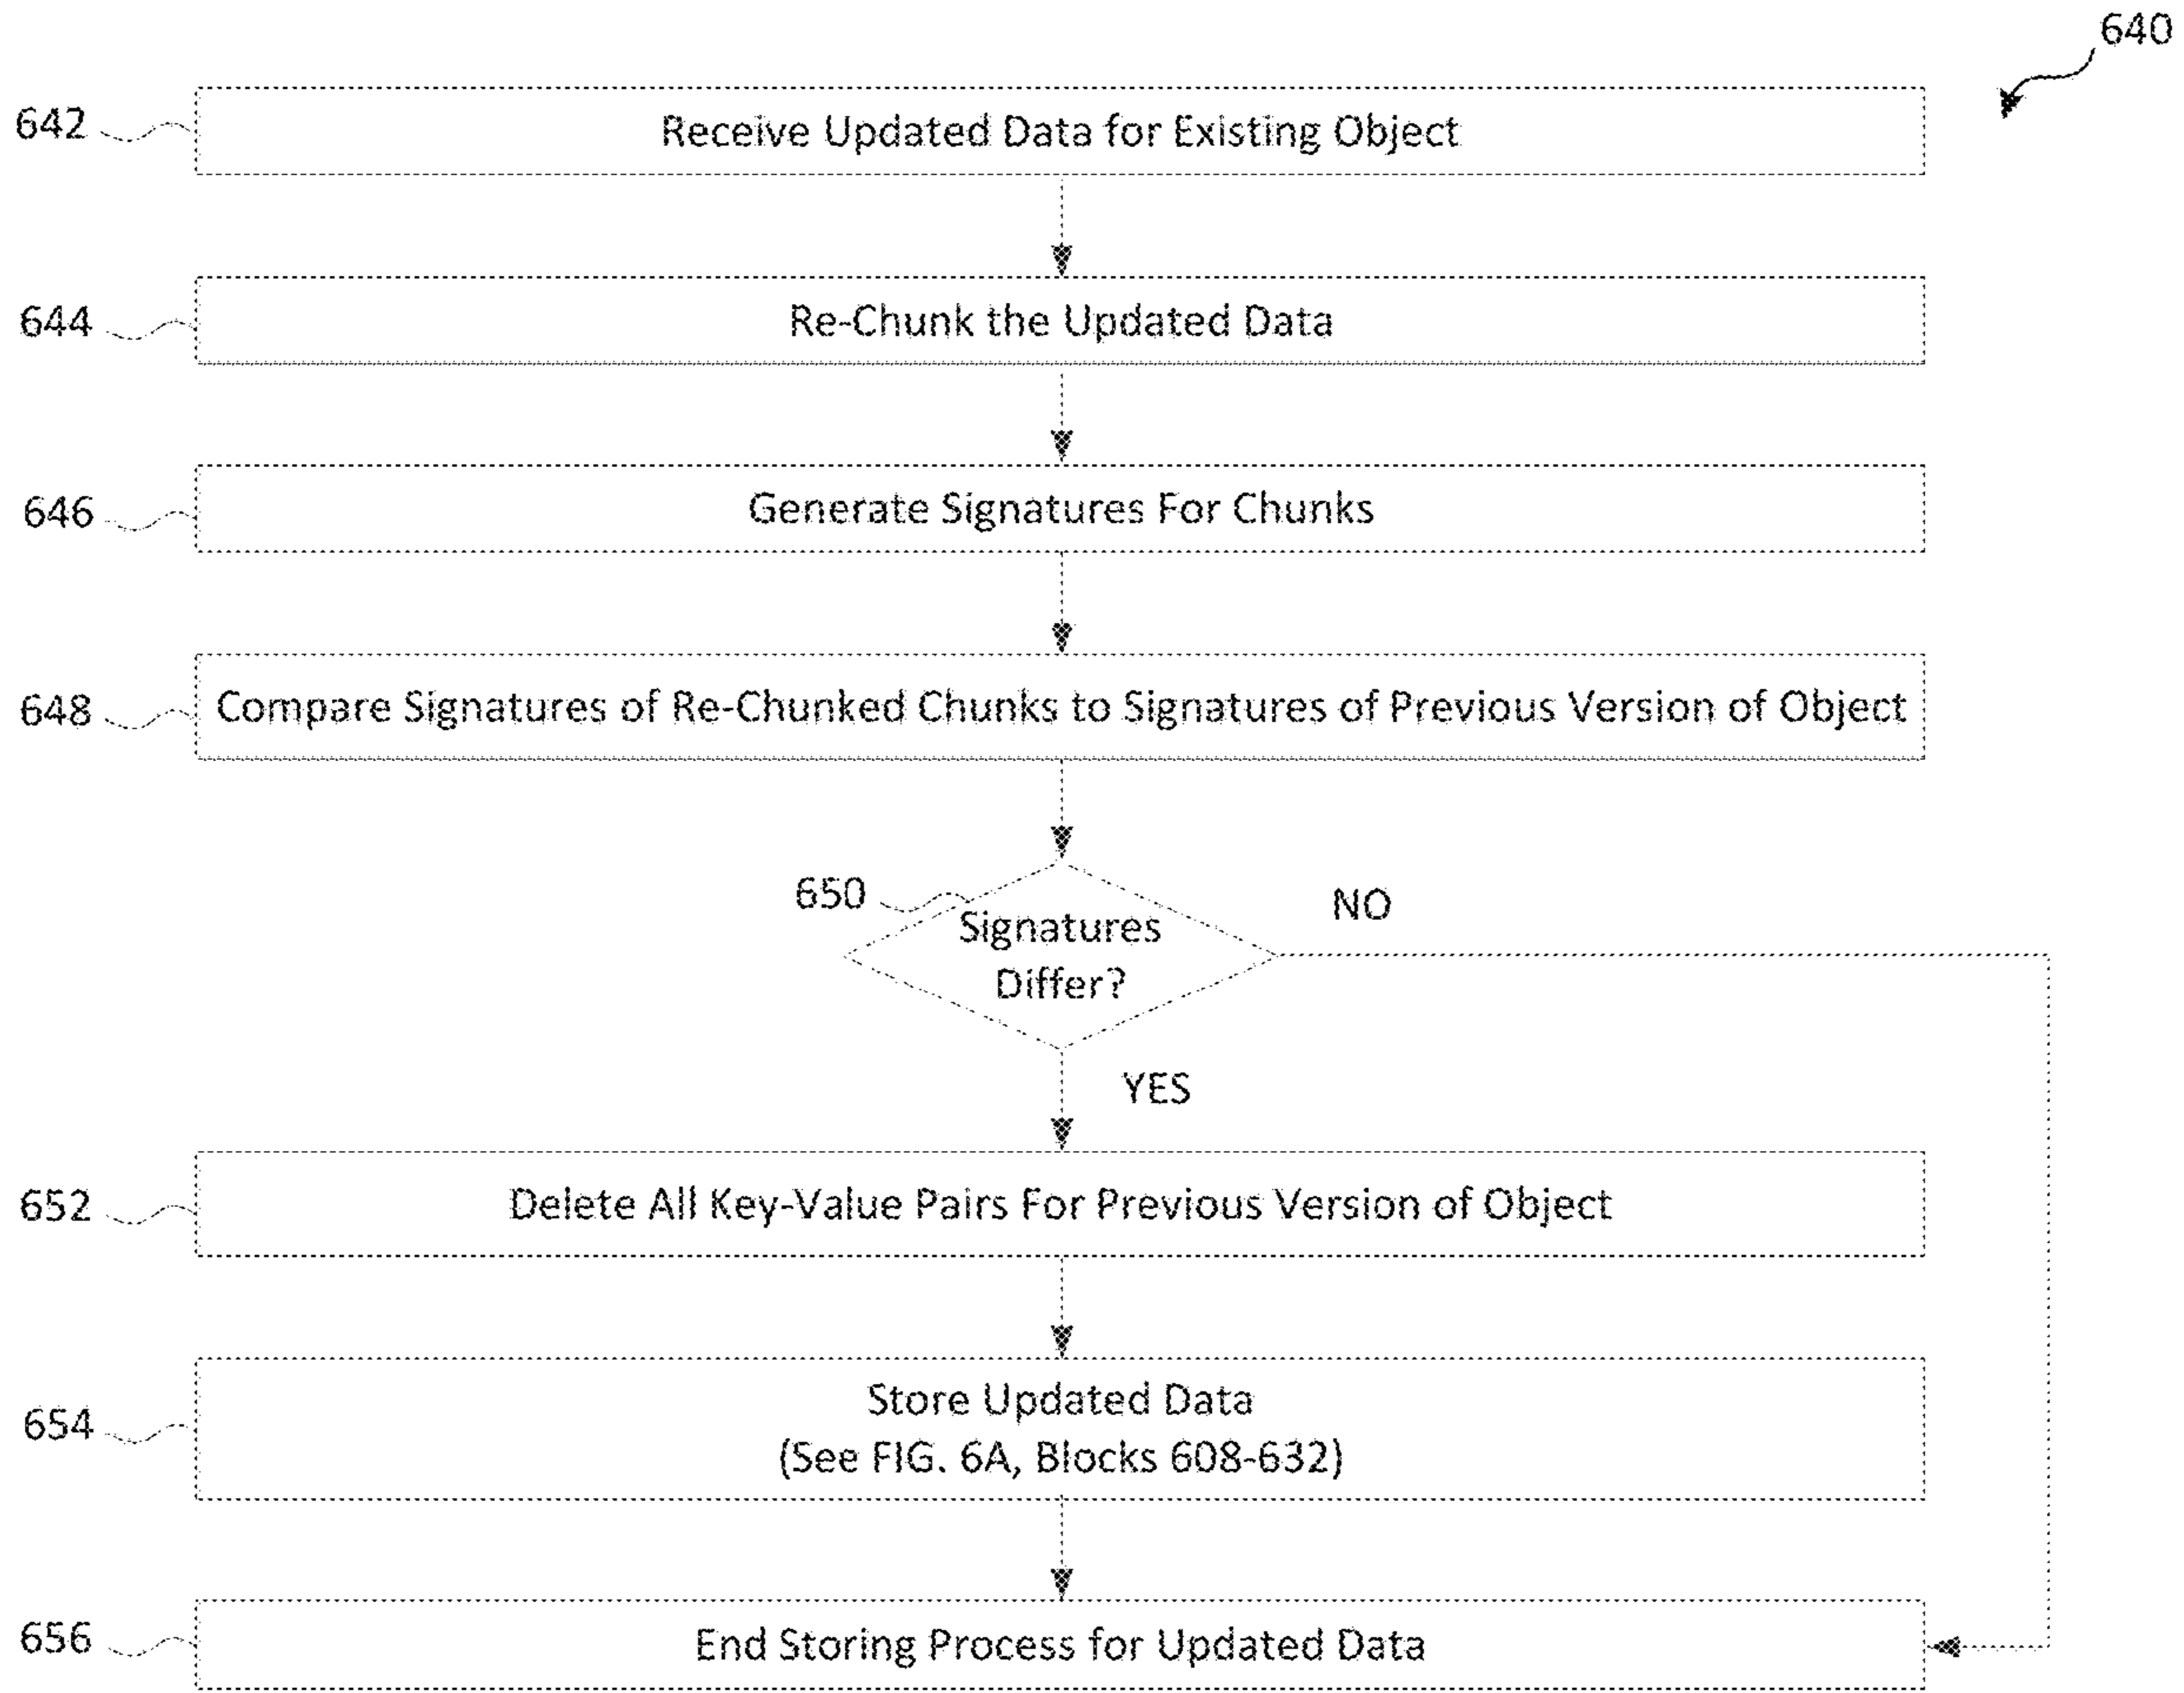 640
642
Receive Updated Data for Existing Object
644
Re-Chunk the Updated Data
646
Generate Signatures For Chunks
648
Compare Signatures of Re-Chunked Chunks to Signatures of Previous Version of Object
650
Signatures
Differ?
NO
YES
652
Delete All Key-Value Pairs For Previous Version of Object
654
Store Updated Data
(See FIG. 6A, Blocks 608-632)
656
End Storing Process for Updated Data